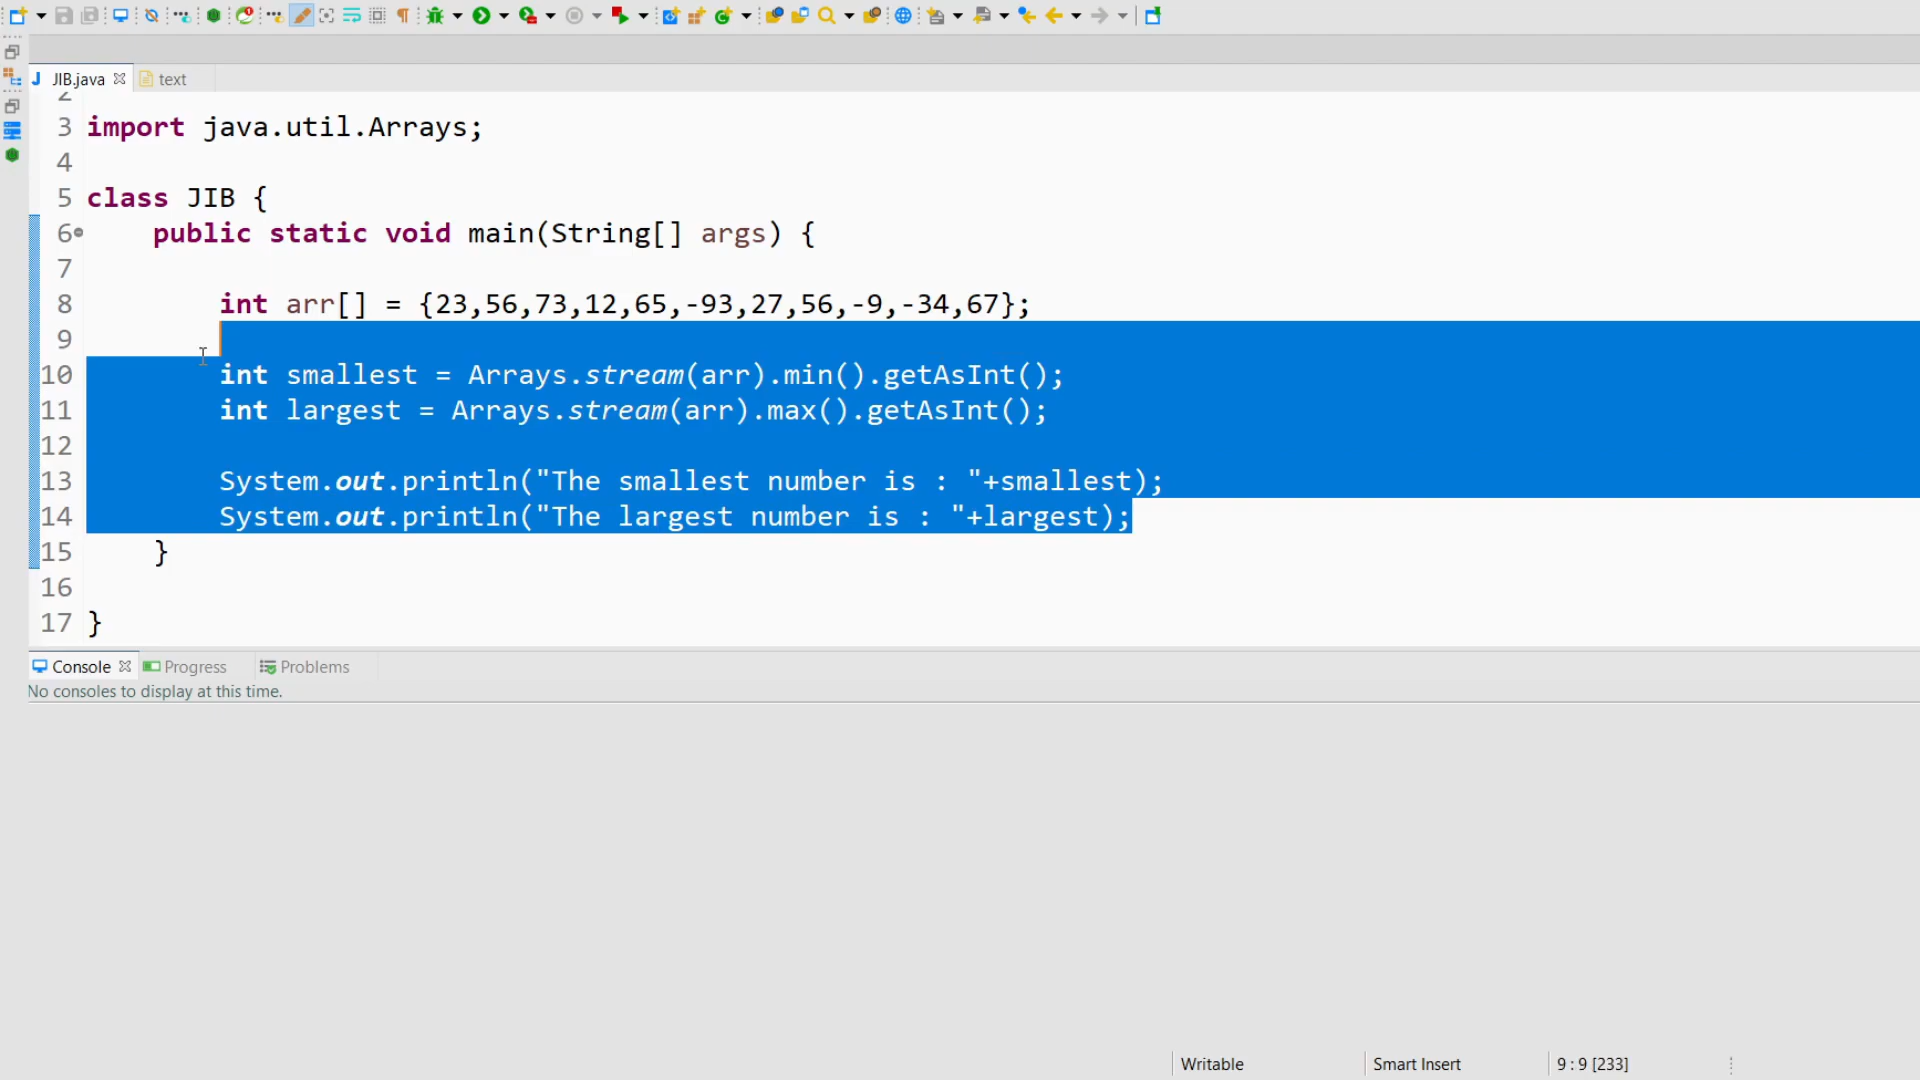 JIB.java
text
2
3 import java.util.Arrays;
4
5 class JIB {
6 public static void main(String[] args) {
7
8 int arr[] = {23,56,73,12,65,-93,27,56,-9,-34,67};
9
10 int smallest = Arrays.stream(arr).min().getAsInt();
11 int largest = Arrays.stream(arr).max().getAsInt();
12
13 System.out.println("The smallest number is : "+smallest);
14 System.out.println("The largest number is : "+largest);
15 }
16
17 }
Console Progress Problems
No consoles to display at this time.
Writable Smart Insert 9 : 9 [233]